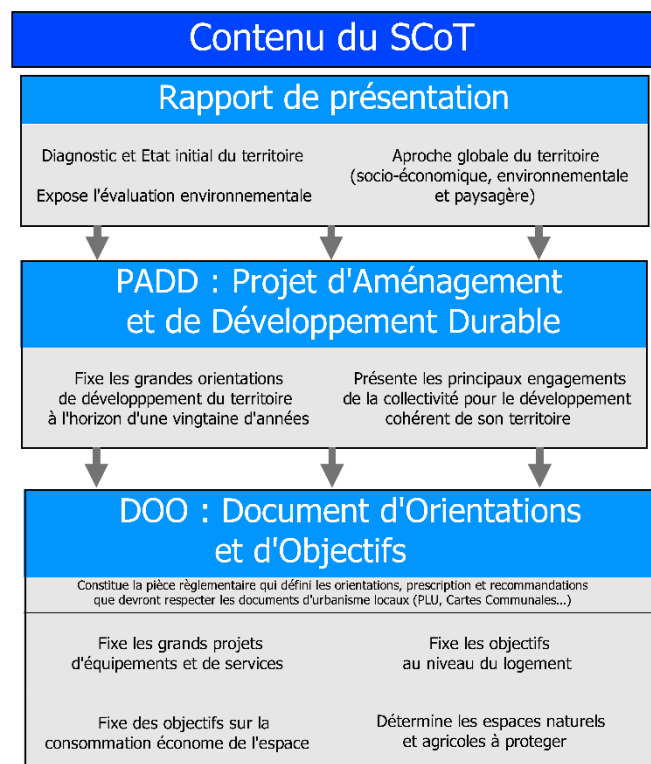 Contenu du SCoT
Rapport de présentation
Diagnostic et Etat initial du territoire
Expose l'évaluation environnementale
Aproche globale du territoire
(socio-économique, environnementale
et paysagère)
PADD : Projet d'Aménagement
et de Développement Durable
Fixe les grandes orientations
de développpement du territoire
à l'horizon d'une vingtaine d'années
Présente les principaux engagements
de la collectivité pour le développement
cohérent de son territoire
DOO : Document d'Orientations
et d'Objectifs
Constitue la pièce règlementaire qui défini les orientations, prescription et recommandations
que devront respecter les documents d'urbanisme locaux (PLU, Cartes Communales...)
Fixe les grands projets
d'équipements et de services
Fixe les objectifs
au niveau du logement
Fixe des objectifs sur la
consommation économe de l'espace
Détermine les espaces naturels
et agricoles à proteger